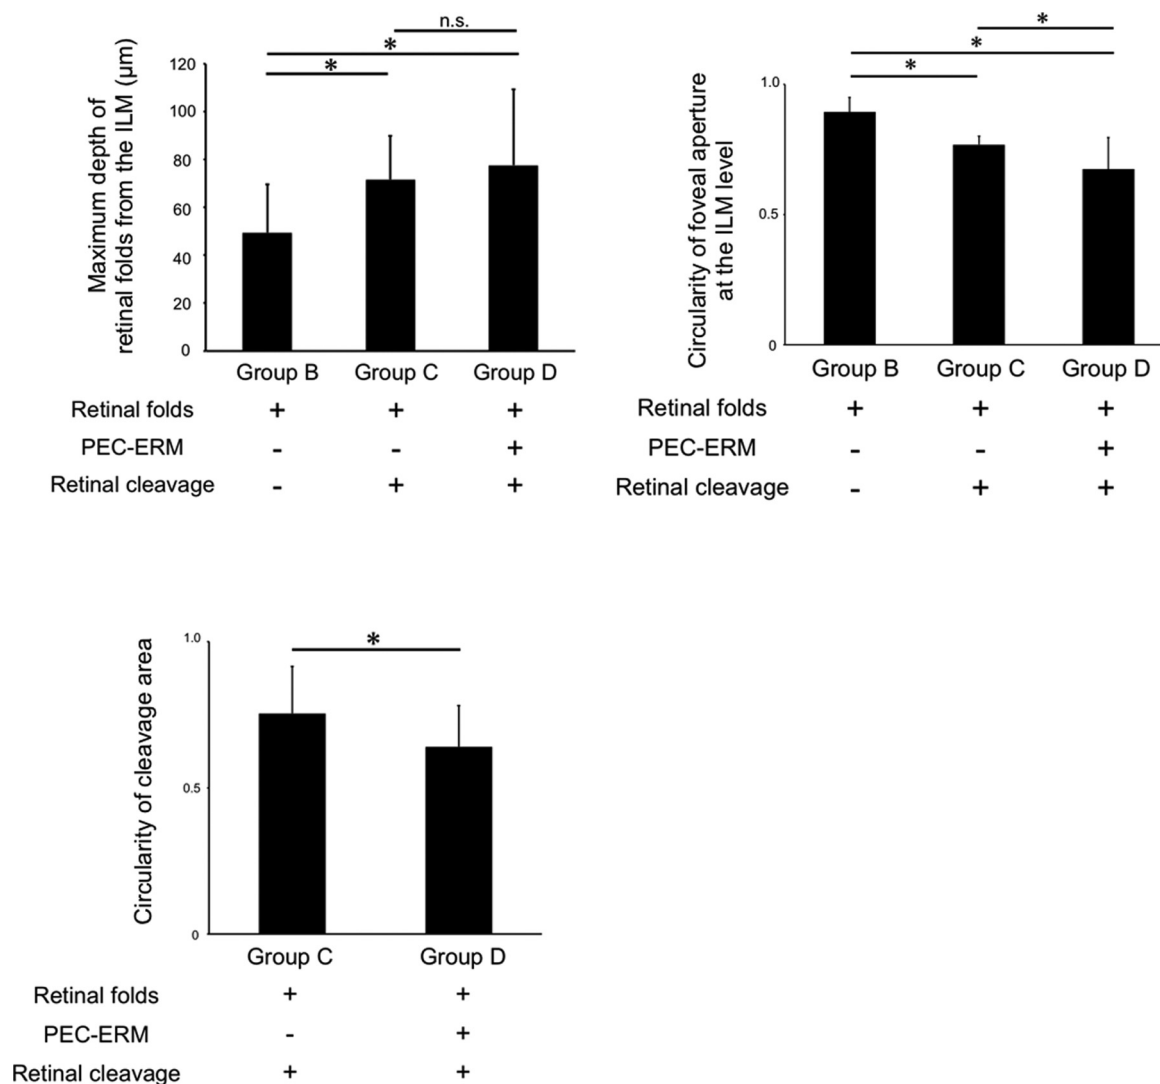 n.s.
*
*
Maximum depth of
retinal folds from the ILM (μm)
120
100
80
60
40
20
0
Group B Group C Group D
Retinal folds + + +
PEC-ERM - - +
Retinal cleavage - + +
*
*
*
Circularity of foveal aperture
at the ILM level
1.0
0.5
0
Group B Group C Group D
Retinal folds + + +
PEC-ERM - - +
Retinal cleavage - + +
*
Circularity of cleavage area
1.0
0.5
0
Group C Group D
Retinal folds + +
PEC-ERM - +
Retinal cleavage + +